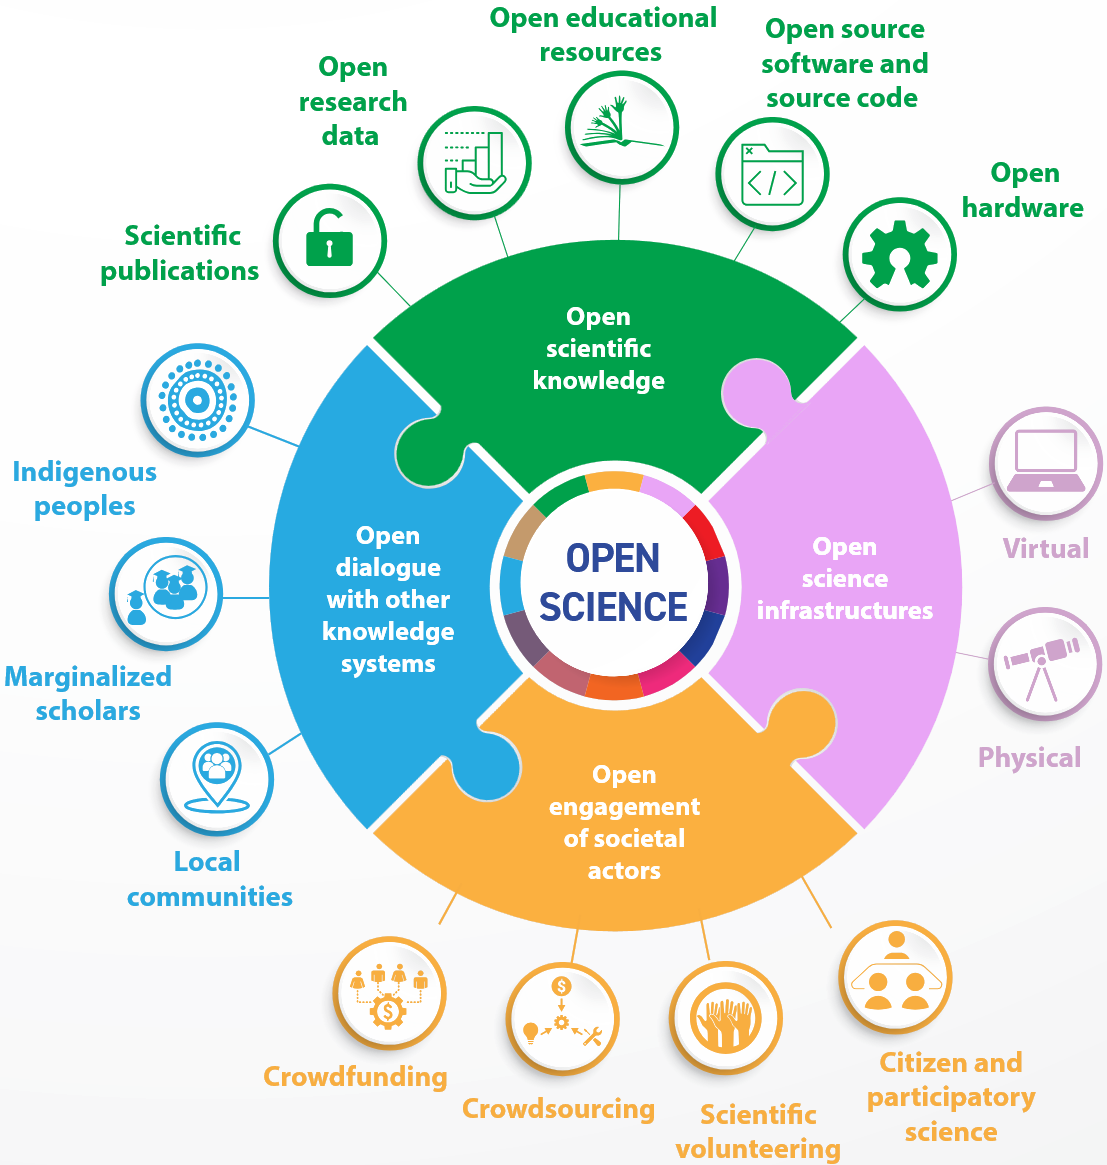 Open educational
resources
Open source
software and
source code
Open
research
data
Open
hardware
Scientific
publications
Open
scientific
knowledge
Indigenous
peoples
Open
dialogue
with other
knowledge
systems
OPEN
SCIENCE
Open
science
infrastructures
Virtual
Marginalized
scholars
Physical
Open
engagement
of societal
actors
Local
communities
Crowdfunding
Crowdsourcing
Scientific
volunteering
Citizen and
participatory
science